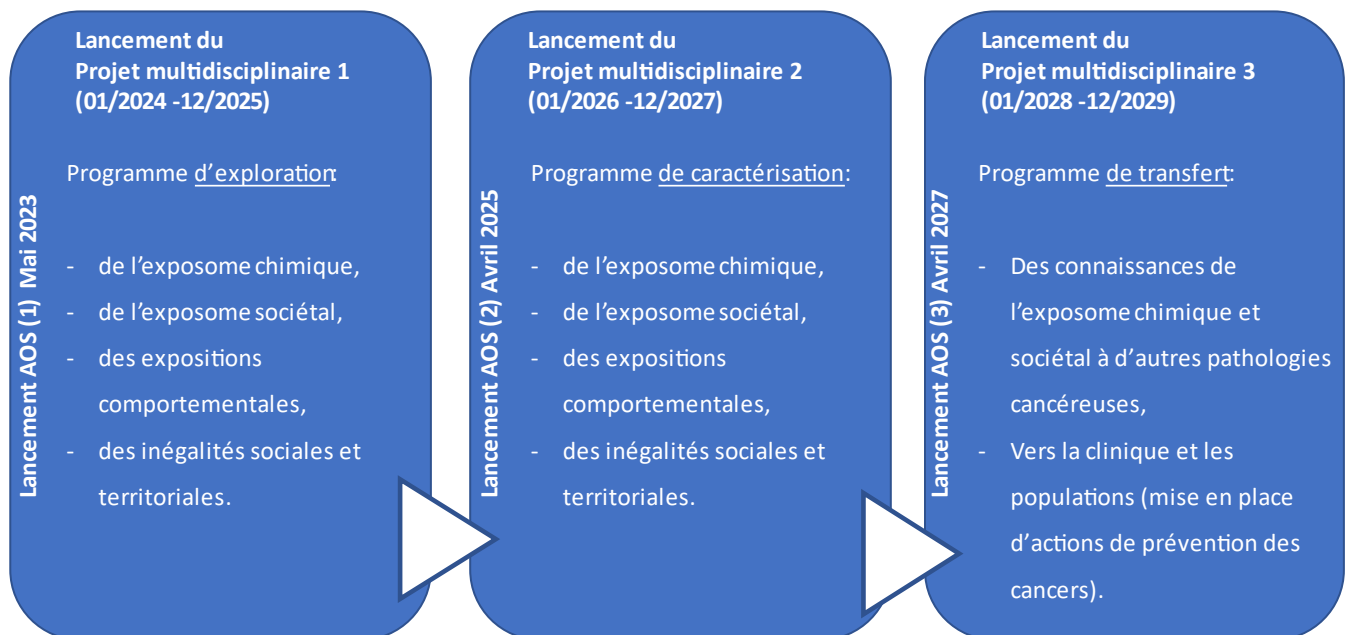 Lancement AOS (1) Mai 2023
Lancement du
Projet multidisciplinaire 1
(01/2024 -12/2025)
Programme d'exploration:
- de l'exposome chimique,
- de l'exposome sociétal,
- des expositions
comportementales,
- des inégalités sociales et
territoriales.
Lancement AOS (2) Avril 2025
Lancement du
Projet multidisciplinaire 2
(01/2026 -12/2027)
Programme de caractérisation:
- de l'exposome chimique,
- de l'exposome sociétal,
- des expositions
comportementales,
- des inégalités sociales et
territoriales.
Lancement AOS (3) Avril 2027
Lancement du
Projet multidisciplinaire 3
(01/2028 -12/2029)
Programme de transfert:
- Des connaissances de
l'exposome chimique et
sociétal à d'autres pathologies
cancéreuses,
- Vers la clinique et les
populations (mise en place
d'actions de prévention des
cancers).